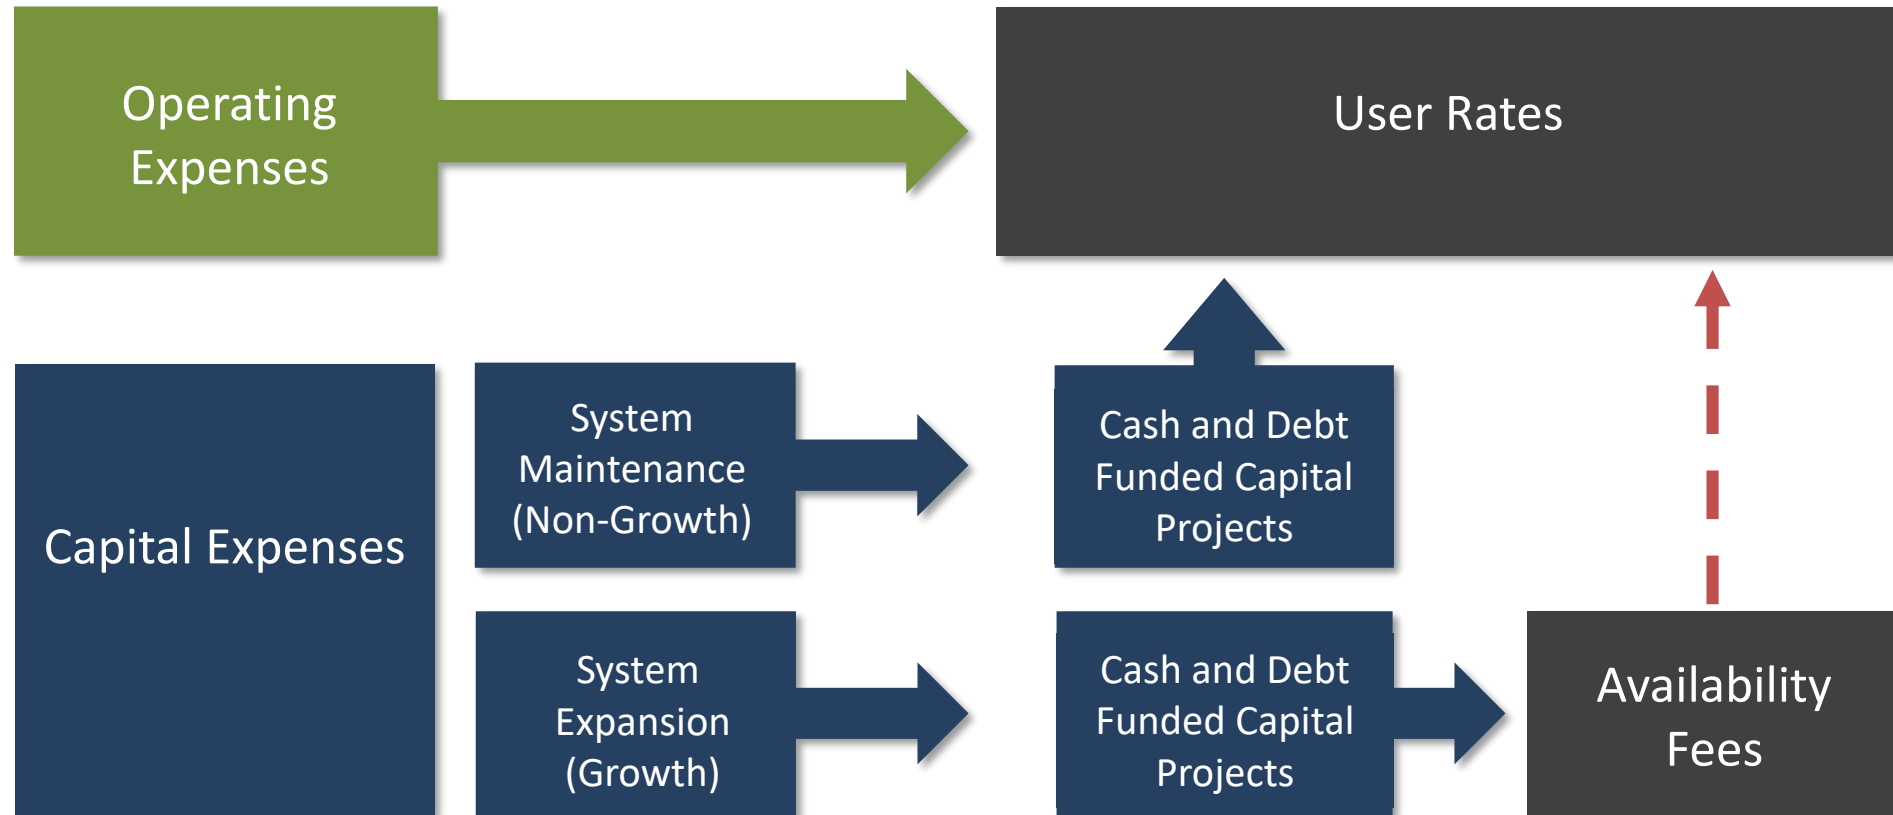 Operating
Expenses
User Rates
Capital Expenses
System
Maintenance
(Non-Growth)
Cash and Debt
Funded Capital
Projects
System
Expansion
(Growth)
Cash and Debt
Funded Capital
Projects
Availability
Fees